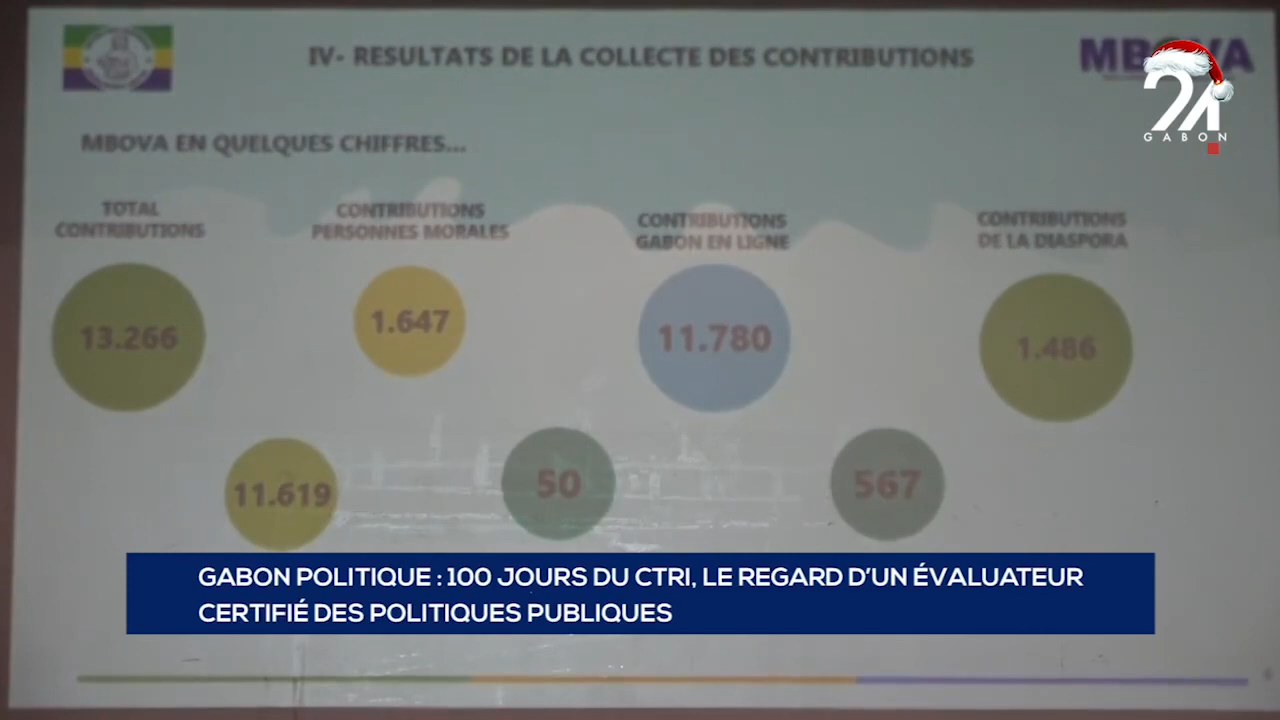 IV- RESULTATS DE LA COLLECTE DES CONTRIBUTIONS
MBOVA
24
GABON
MBOVA EN QUELQUES CHIFFRES...
TOTAL
CONTRIBUTIONS
CONTRIBUTIONS
PERSONNES MORALES
CONTRIBUTIONS
GABON EN LIGNE
CONTRIBUTIONS
DE LA DIASPORA
13.266
1.647
11.780
1.486
11.619
50
567
GABON POLITIQUE : 100 JOURS DU CTRI, LE REGARD D'UN ÉVALUATEUR
CERTIFIÉ DES POLITIQUES PUBLIQUES